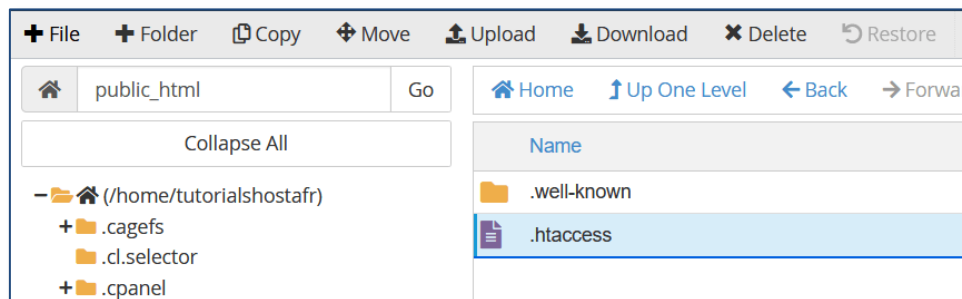 File Folder Copy Move Upload Download Delete Restore
public_html Go
Collapse All
(/home/tutorialshostafr)
.cagefs
.cl.selector
.cpanel
Home Up One Level Back Forwa
Name
.well-known
.htaccess